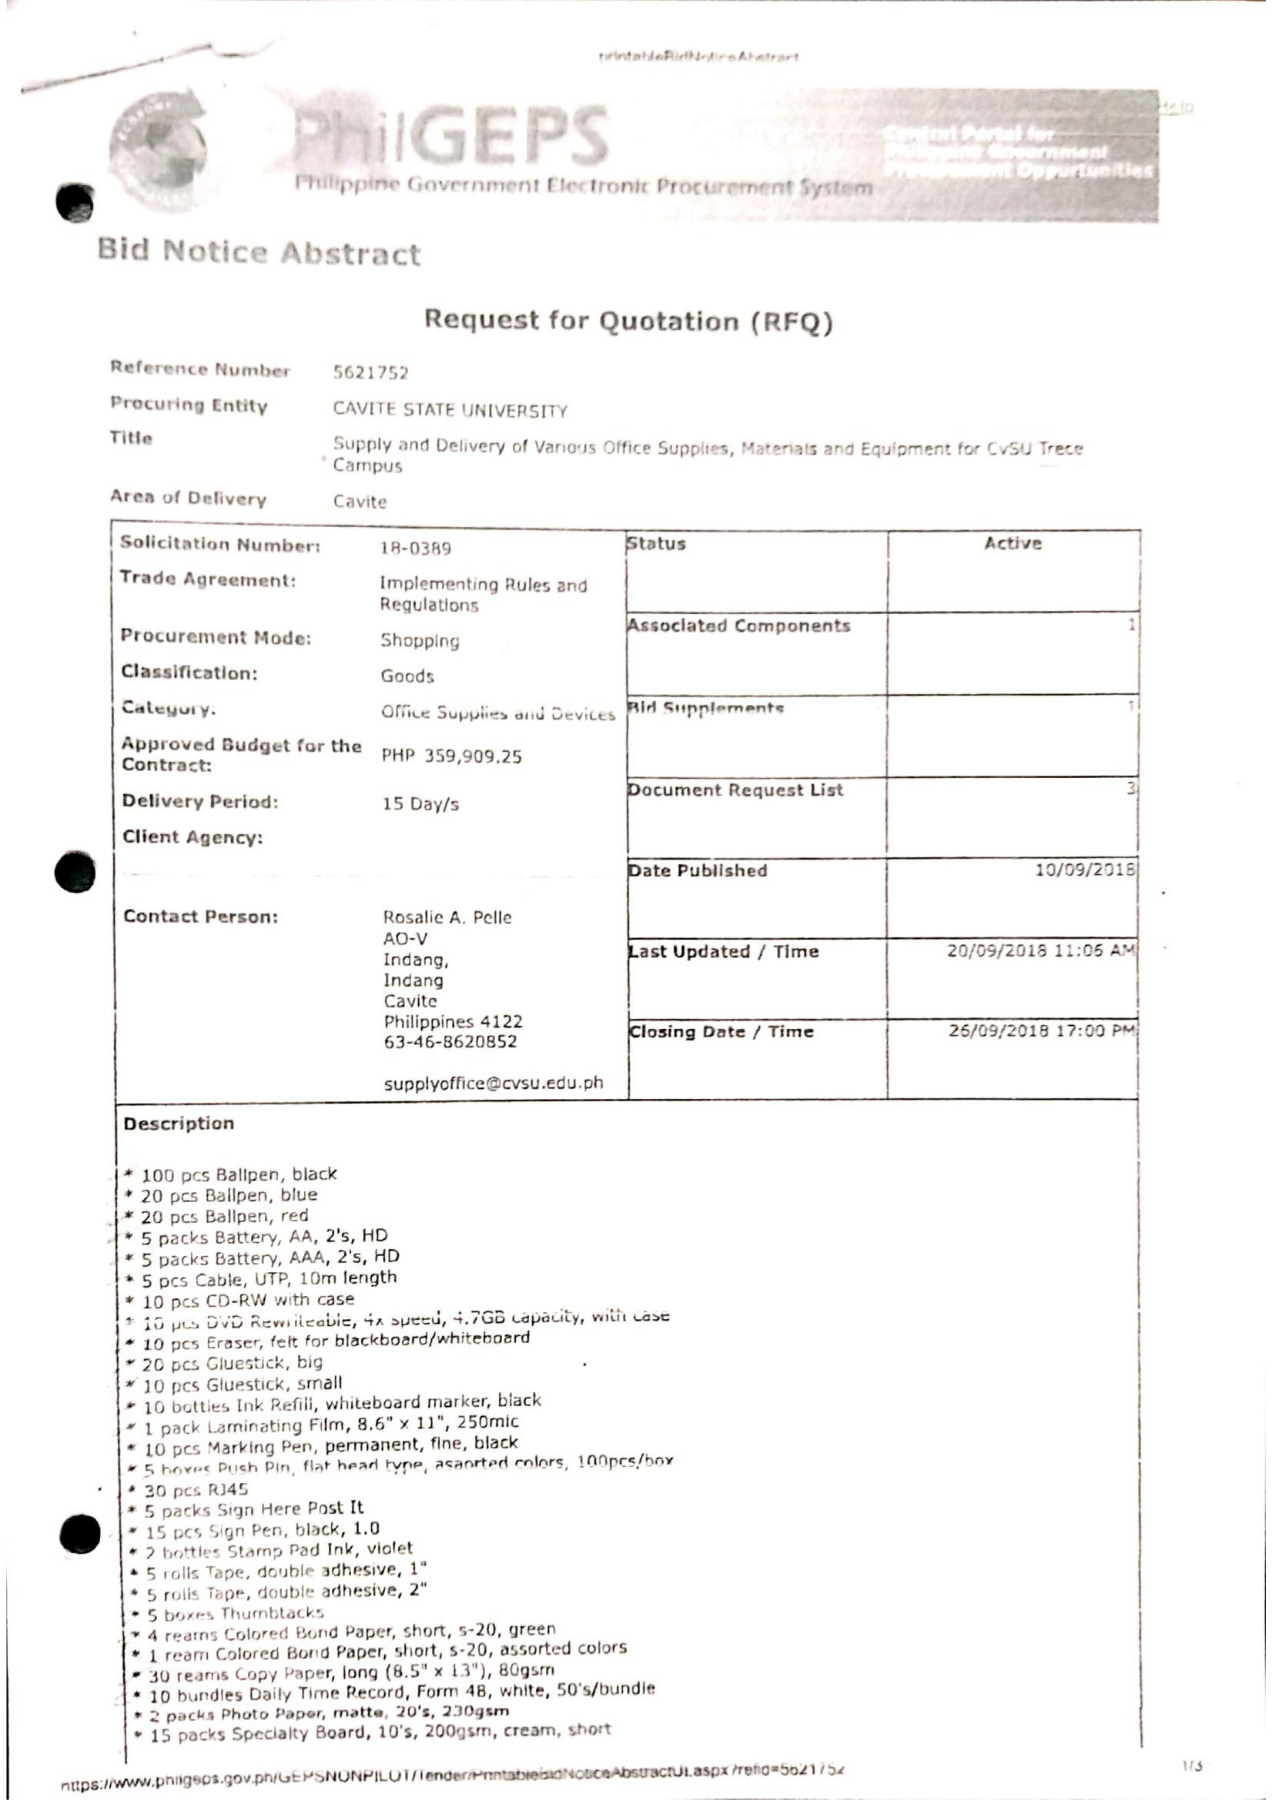 printableBidNoticeAbstract
Help
PhilGEPS
Philippine Government Electronic Procurement System
Central Portal for
Philippine Government
Procurement Opportunities
Bid Notice Abstract
Request for Quotation (RFQ)
Reference Number 5621752
Procuring Entity CAVITE STATE UNIVERSITY
Title Supply and Delivery of Various Office Supplies, Materials and Equipment for CvSU Trece
Campus
Area of Delivery Cavite
Solicitation Number: 18-0389 Status Active
Trade Agreement: Implementing Rules and
Regulations
Associated Components 1
Procurement Mode: Shopping
Classification: Goods
Category: Office Supplies and Devices Bid Supplements 1
Approved Budget for the
Contract: PHP 359,909.25
Delivery Period: 15 Day/s Document Request List 3
Client Agency:
Date Published 10/09/2018
Contact Person: Rosalie A. Pelle
AO-V
Indang,
Indang
Cavite
Philippines 4122
63-46-8620852
supplyoffice@cvsu.edu.ph
Last Updated / Time 20/09/2018 11:05 AM
Closing Date / Time 26/09/2018 17:00 PM
Description
* 100 pcs Ballpen, black
* 20 pcs Ballpen, blue
* 20 pcs Ballpen, red
* 5 packs Battery, AA, 2's, HD
* 5 packs Battery, AAA, 2's, HD
* 5 pcs Cable, UTP, 10m length
* 10 pcs CD-RW with case
* 10 pcs DVD Rewriteable, 4x speed, 4.7GB capacity, with case
* 10 pcs Eraser, felt for blackboard/whiteboard
* 20 pcs Gluestick, big
* 10 pcs Gluestick, small
* 10 bottles Ink Refill, whiteboard marker, black
* 1 pack Laminating Film, 8.6" x 11", 250mic
* 10 pcs Marking Pen, permanent, fine, black
* 5 boxes Push Pin, flat head type, asaorted colors, 100pcs/box
* 30 pcs RJ45
* 5 packs Sign Here Post It
* 15 pcs Sign Pen, black, 1.0
* 2 bottles Stamp Pad Ink, violet
* 5 rolls Tape, double adhesive, 1"
* 5 rolls Tape, double adhesive, 2"
* 5 boxes Thumbtacks
* 4 reams Colored Bond Paper, short, s-20, green
* 1 ream Colored Bond Paper, short, s-20, assorted colors
* 30 reams Copy Paper, long (8.5" x 13"), 80gsm
* 10 bundles Daily Time Record, Form 48, white, 50's/bundle
* 2 packs Photo Paper, matte, 20's, 230gsm
* 15 packs Specialty Board, 10's, 200gsm, cream, short
https://www.philgeps.gov.ph/GEPSNONPILOT/Tender/PrintableBidNoticeAbstractUI.aspx?refid=5621752
1/3